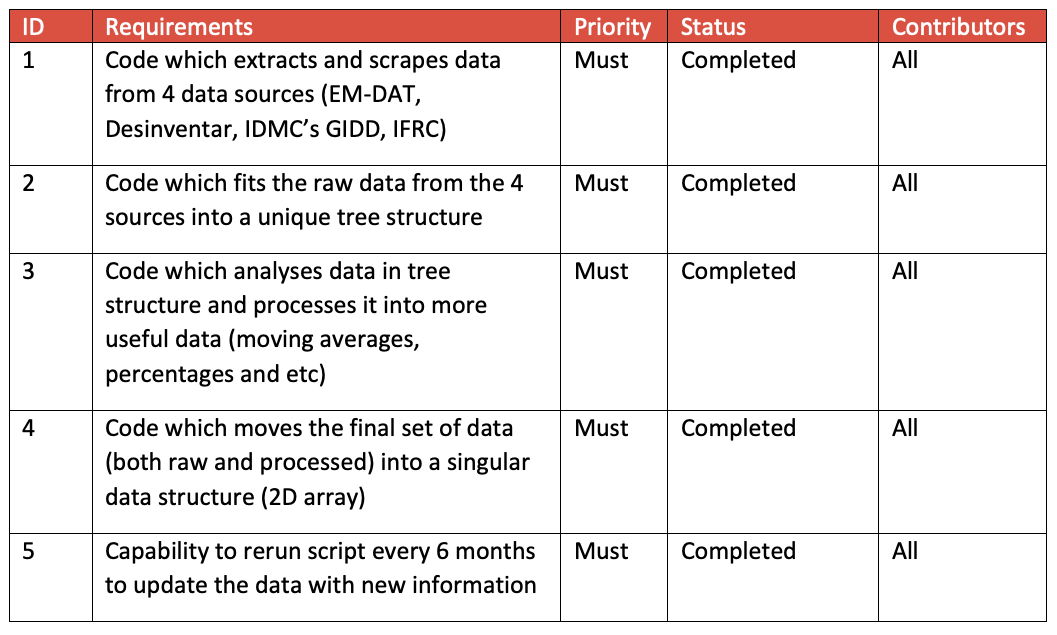 ID Requirements Priority Status Contributors
1 Code which extracts and scrapes data Must Completed All
from 4 data sources (EM-DAT,
Desinventar, IDMC’s GIDD, IFRC)
2 Code which fits the raw data from the 4 Must Completed All
sources into a unique tree structure
3 Code which analyses data in tree Must Completed All
structure and processes it into more
useful data (moving averages,
percentages and etc)
4 Code which moves the final set of data Must Completed All
(both raw and processed) into a singular
data structure (2D array)
5 Capability to rerun script every 6 months Must Completed All
to update the data with new information